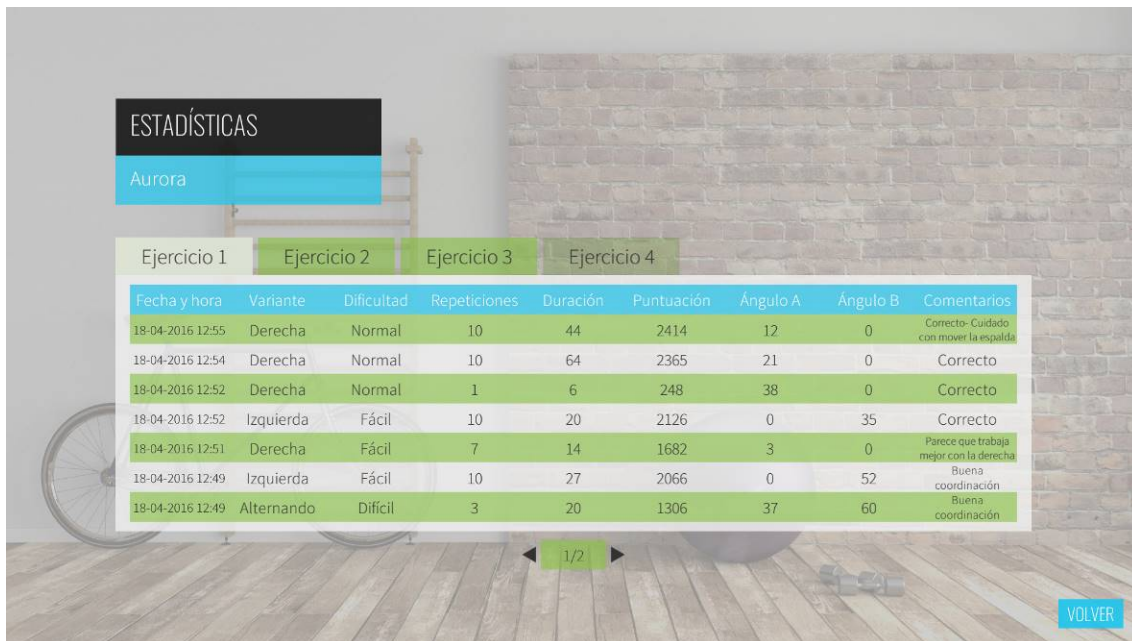 ESTADÍSTICAS
Aurora
Ejercicio 1 Ejercicio 2 Ejercicio 3 Ejercicio 4
Fecha y hora Variante Dificultad Repeticiones Duración Puntuación Ángulo A Ángulo B Comentarios
18-04-2016 12:55 Derecha Normal 10 44 2414 12 0 Correcto- Cuidado con mover la espalda
18-04-2016 12:54 Derecha Normal 10 64 2365 21 0 Correcto
18-04-2016 12:52 Derecha Normal 1 6 248 38 0 Correcto
18-04-2016 12:52 Izquierda Fácil 10 20 2126 0 35 Correcto
18-04-2016 12:51 Derecha Fácil 7 14 1682 3 0 Parece que trabaja mejor con la derecha
18-04-2016 12:49 Izquierda Fácil 10 27 2066 0 52 Buena coordinación
18-04-2016 12:49 Alternando Difícil 3 20 1306 37 60 Buena coordinación
1/2
VOLVER